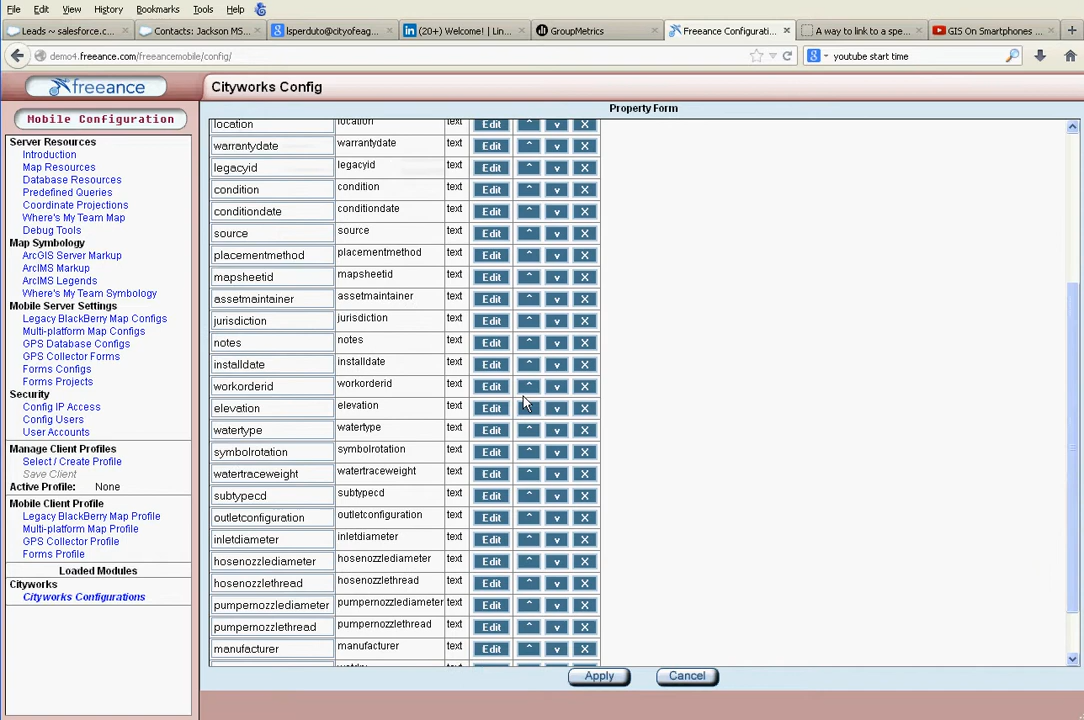 File Edit View History Bookmarks Tools Help
Leads ~ salesforce.c... × Contacts: Jackson MS... × lsperduto@cityofeag... × (20+) Welcome! | Lin... × GroupMetrics × Freeance Configurati... × A way to link to a spe... × GIS On Smartphones ... × +
demo4.freeance.com/freeancemobile/config/ youtube start time
freeance Cityworks Config
Mobile Configuration
Server Resources
Introduction
Map Resources
Database Resources
Predefined Queries
Coordinate Projections
Where's My Team Map
Debug Tools
Map Symbology
ArcGIS Server Markup
ArcIMS Markup
ArcIMS Legends
Where's My Team Symbology
Mobile Server Settings
Legacy BlackBerry Map Configs
Multi-platform Map Configs
GPS Database Configs
GPS Collector Forms
Forms Configs
Forms Projects
Security
Config IP Access
Config Users
User Accounts
Manage Client Profiles
Select / Create Profile
Save Client
Active Profile: None
Mobile Client Profile
Legacy BlackBerry Map Profile
Multi-platform Map Profile
GPS Collector Profile
Forms Profile
Loaded Modules
Cityworks
Cityworks Configurations
Property Form
location location text Edit ^ v X
warrantydate warrantydate text Edit ^ v X
legacyid legacyid text Edit ^ v X
condition condition text Edit ^ v X
conditiondate conditiondate text Edit ^ v X
source source text Edit ^ v X
placementmethod placementmethod text Edit ^ v X
mapsheetid mapsheetid text Edit ^ v X
assetmaintainer assetmaintainer text Edit ^ v X
jurisdiction jurisdiction text Edit ^ v X
notes notes text Edit ^ v X
installdate installdate text Edit ^ v X
workorderid workorderid text Edit ^ v X
elevation elevation text Edit ^ v X
watertype watertype text Edit ^ v X
symbolrotation symbolrotation text Edit ^ v X
watertraceweight watertraceweight text Edit ^ v X
subtypecd subtypecd text Edit ^ v X
outletconfiguration outletconfiguration text Edit ^ v X
inletdiameter inletdiameter text Edit ^ v X
hosenozzlediameter hosenozzlediameter text Edit ^ v X
hosenozzlethread hosenozzlethread text Edit ^ v X
pumpernozzlediameter pumpernozzlediameter text Edit ^ v X
pumpernozzlethread pumpernozzlethread text Edit ^ v X
manufacturer manufacturer text Edit ^ v X
Apply Cancel